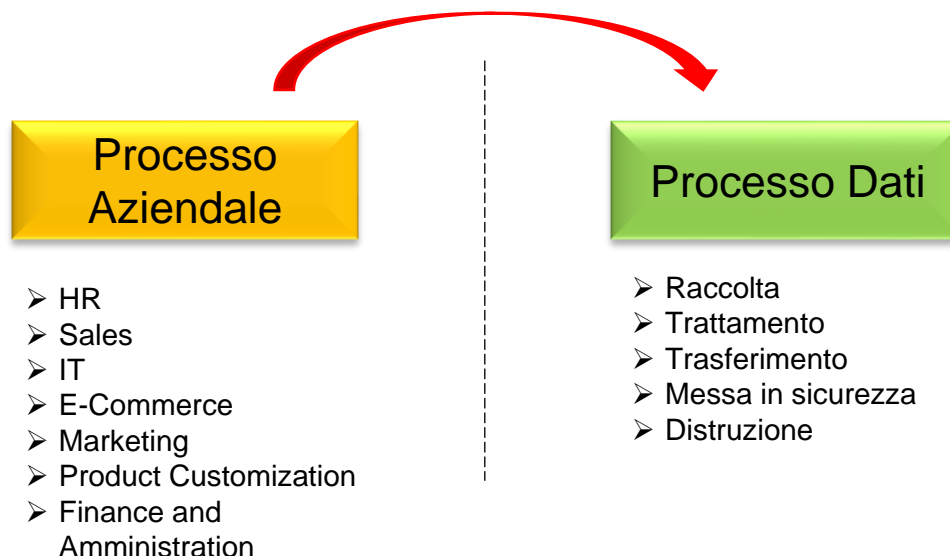 Processo
Aziendale
➢ HR
➢ Sales
➢ IT
➢ E-Commerce
➢ Marketing
➢ Product Customization
➢ Finance and
Amministration
Processo Dati
➢ Raccolta
➢ Trattamento
➢ Trasferimento
➢ Messa in sicurezza
➢ Distruzione